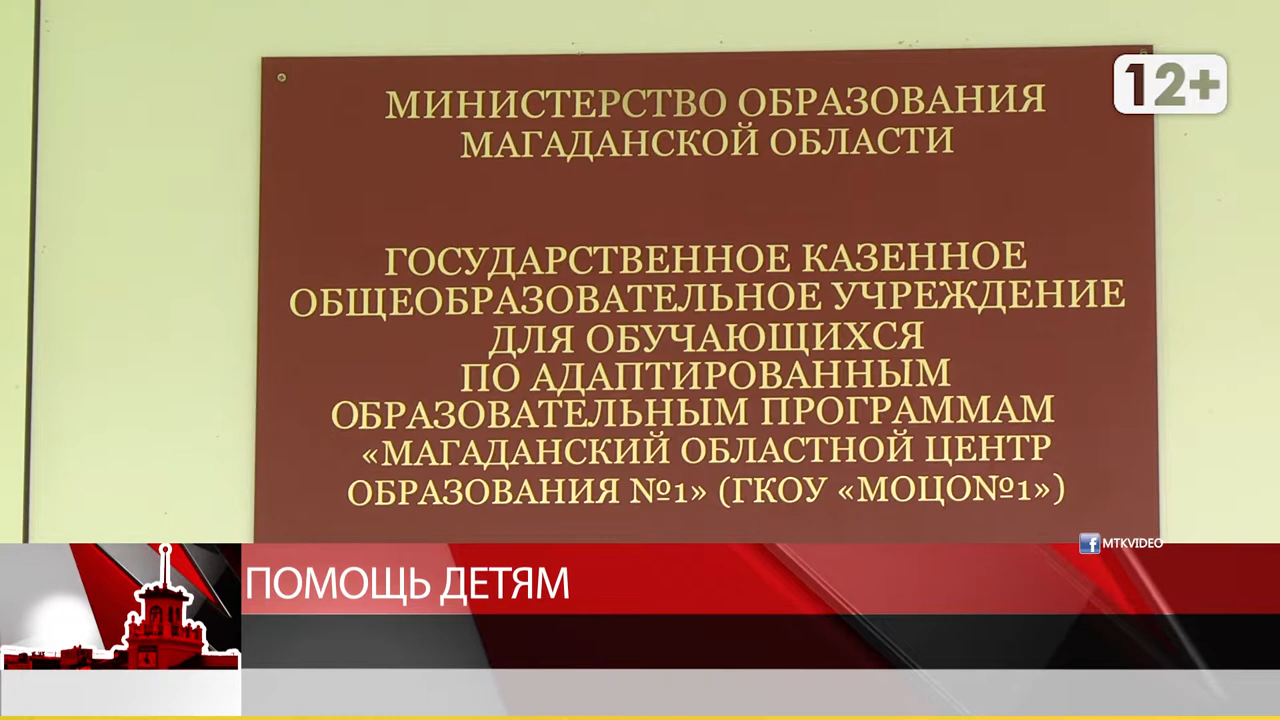 МИНИСТЕРСТВО ОБРАЗОВАНИЯ
МАГАДАНСКОЙ ОБЛАСТИ
12+
ГОСУДАРСТВЕННОЕ КАЗЕННОЕ
ОБЩЕОБРАЗОВАТЕЛЬНОЕ УЧРЕЖДЕНИЕ
ДЛЯ ОБУЧАЮЩИХСЯ
ПО АДАПТИРОВАННЫМ
ОБРАЗОВАТЕЛЬНЫМ ПРОГРАММАМ
«МАГАДАНСКИЙ ОБЛАСТНОЙ ЦЕНТР
ОБРАЗОВАНИЯ №1» (ГКОУ «МОЦО№1»)
f MTKVIDEO
ПОМОЩЬ ДЕТЯМ